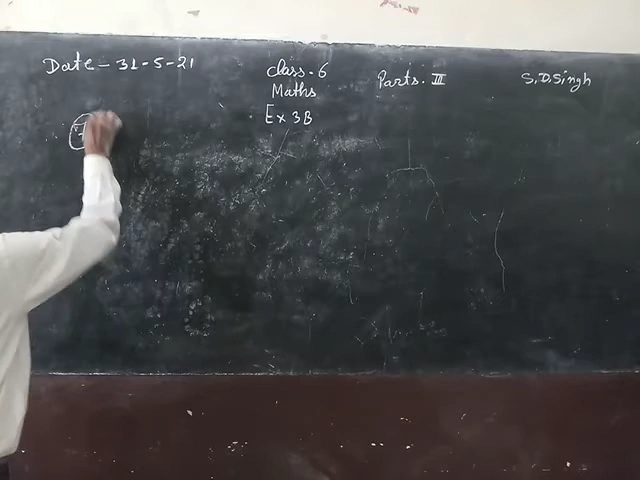 Date - 31-5-21
Class - 6
Maths
Ex 3B
Parts. III
S.D.Singh